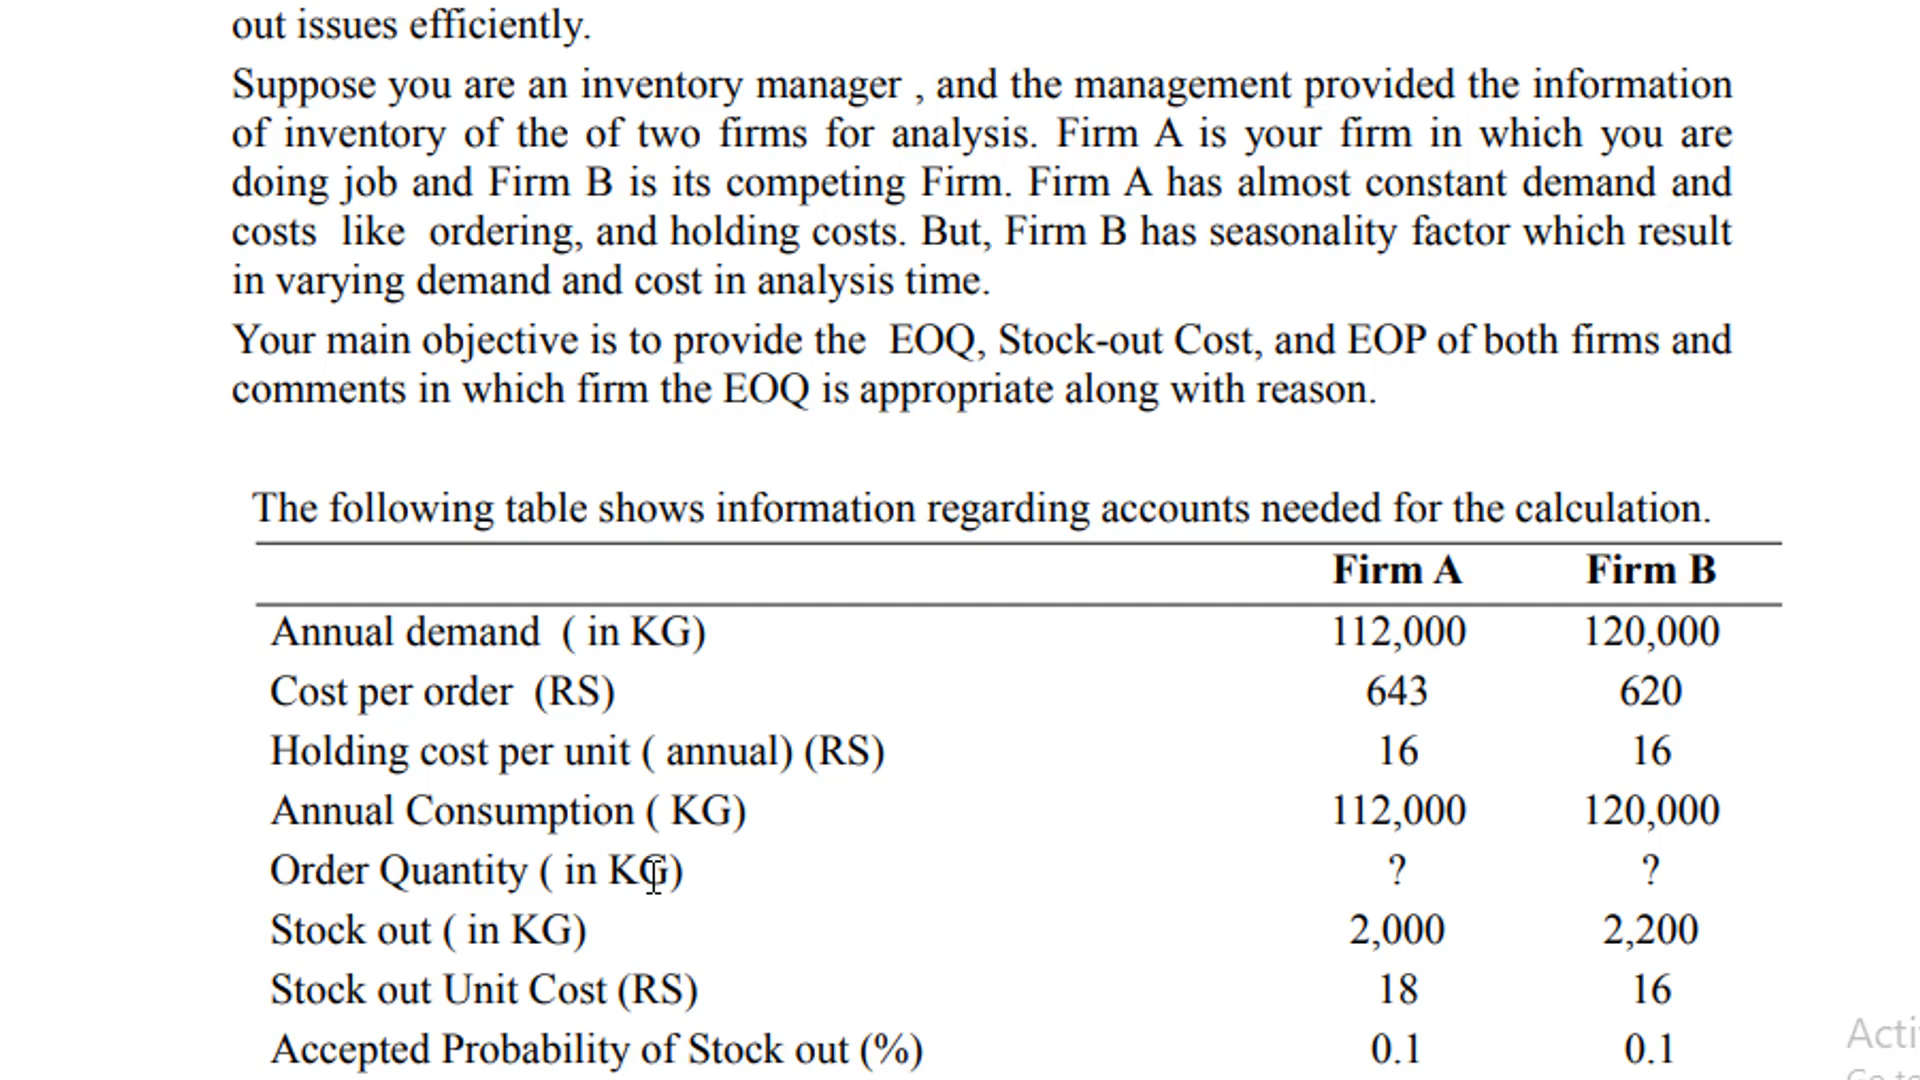 out issues efficiently.
Suppose you are an inventory manager , and the management provided the information
of inventory of the of two firms for analysis. Firm A is your firm in which you are
doing job and Firm B is its competing Firm. Firm A has almost constant demand and
costs like ordering, and holding costs. But, Firm B has seasonality factor which result
in varying demand and cost in analysis time.
Your main objective is to provide the EOQ, Stock-out Cost, and EOP of both firms and
comments in which firm the EOQ is appropriate along with reason.
The following table shows information regarding accounts needed for the calculation.
Firm A Firm B
Annual demand ( in KG) 112,000 120,000
Cost per order (RS) 643 620
Holding cost per unit ( annual) (RS) 16 16
Annual Consumption ( KG) 112,000 120,000
Order Quantity ( in KG) ? ?
Stock out ( in KG) 2,000 2,200
Stock out Unit Cost (RS) 18 16
Accepted Probability of Stock out (%) 0.1 0.1